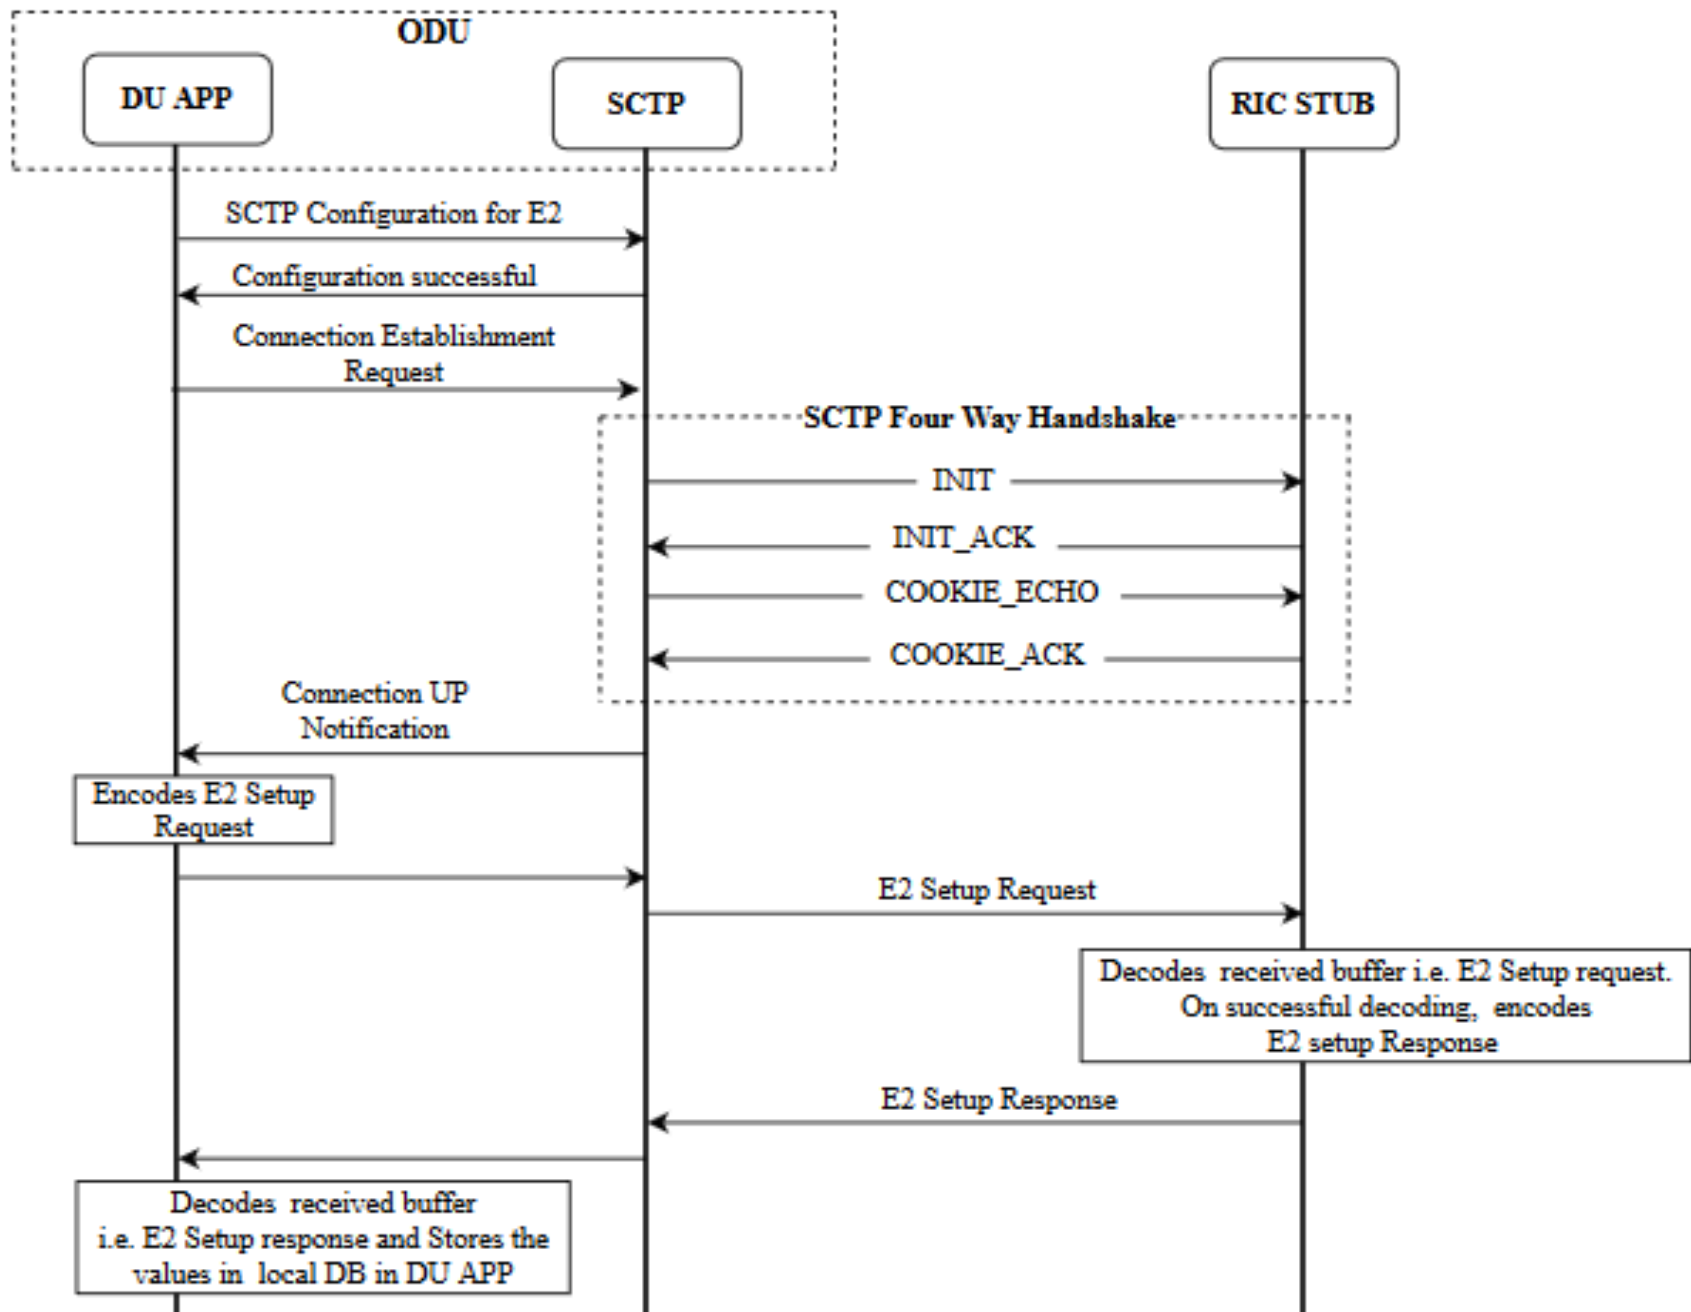 ODU
DU APP
SCTP
RIC STUB
SCTP Configuration for E2
Configuration successful
Connection Establishment
Request
SCTP Four Way Handshake
INIT
INIT_ACK
COOKIE_ECHO
COOKIE_ACK
Connection UP
Notification
Encodes E2 Setup
Request
E2 Setup Request
Decodes received buffer i.e. E2 Setup request.
On successful decoding, encodes
E2 setup Response
E2 Setup Response
Decodes received buffer
i.e. E2 Setup response and Stores the
values in local DB in DU APP